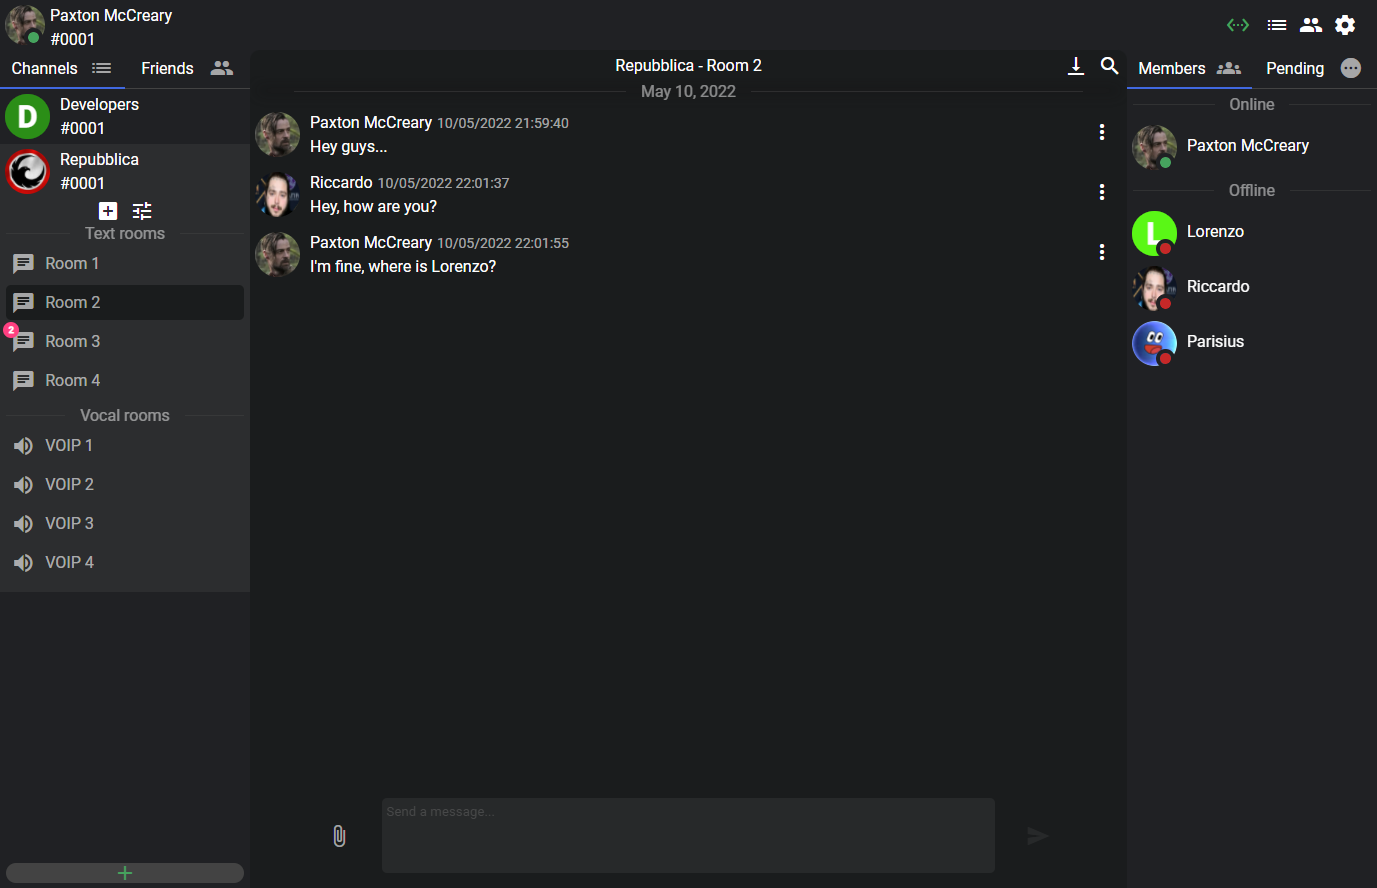 Paxton McCreary
#0001
Channels
Friends
D
Developers
#0001
Repubblica
#0001
Text rooms
Room 1
Room 2
2
Room 3
Room 4
Vocal rooms
VOIP 1
VOIP 2
VOIP 3
VOIP 4
Repubblica - Room 2
May 10, 2022
Paxton McCreary 10/05/2022 21:59:40
Hey guys...
Riccardo 10/05/2022 22:01:37
Hey, how are you?
Paxton McCreary 10/05/2022 22:01:55
I'm fine, where is Lorenzo?
Send a message...
Members
Pending
Online
Paxton McCreary
Offline
L
Lorenzo
Riccardo
Parisius